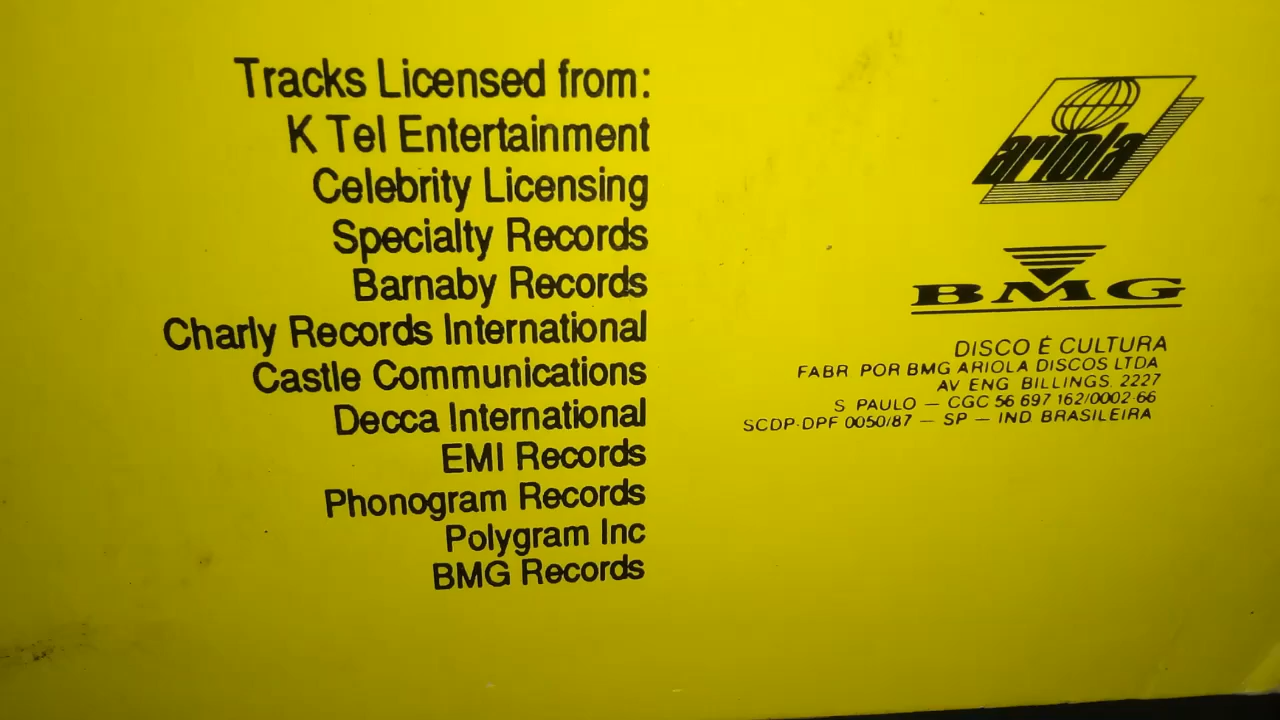 Tracks Licensed from:
K Tel Entertainment
Celebrity Licensing
Specialty Records
Barnaby Records
Charly Records International
Castle Communications
Decca International
EMI Records
Phonogram Records
Polygram Inc
BMG Records
ariola
BMG
DISCO É CULTURA
FABR POR BMG ARIOLA DISCOS LTDA
AV ENG BILLINGS. 2227
S PAULO — CGC 56 697 162/0002-66
SCDP-DPF 0050/87 — SP — IND BRASILEIRA